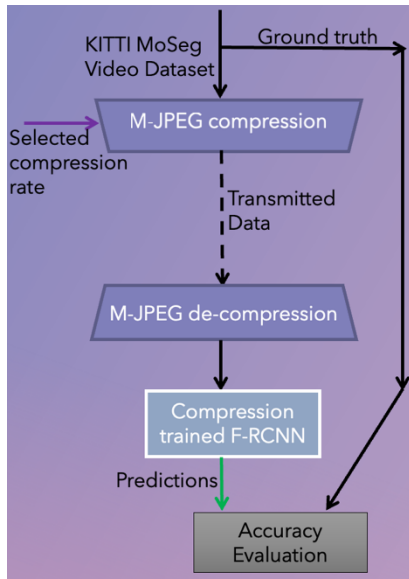 KITTI MoSeg
Video Dataset
Ground truth
M-JPEG compression
Selected
compression
rate
Transmitted
Data
M-JPEG de-compression
Compression
trained F-RCNN
Predictions
Accuracy
Evaluation